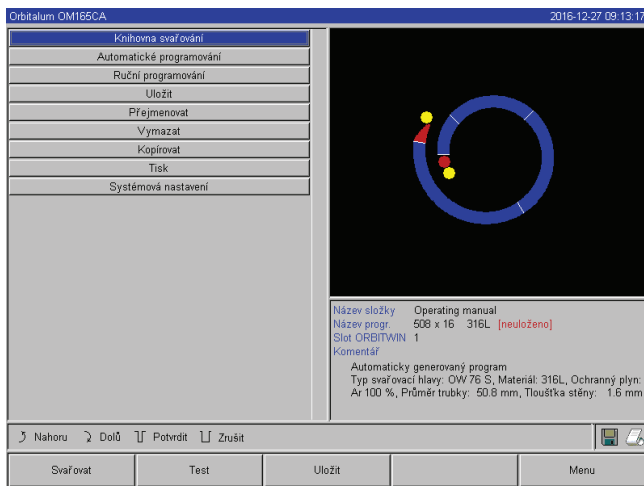 Orbitalum OM165CA 2016-12-27 09:13:17
Knihovna svařování
Automatické programování
Ruční programování
Uložit
Přejmenovat
Vymazat
Kopírovat
Tisk
Systémová nastavení
Název složky Operating manual
Název progr. 508 x 16 316L [neuloženo]
Slot ORBITWIN 1
Komentář
Automaticky generovaný program
Typ svařovací hlavy: OW 76 S, Materiál: 316L, Ochranný plyn:
Ar 100 %, Průměr trubky: 50.8 mm, Tloušťka stěny: 1.6 mm
Nahoru Dolů Potvrdit Zrušit
Svařovat Test Uložit Menu